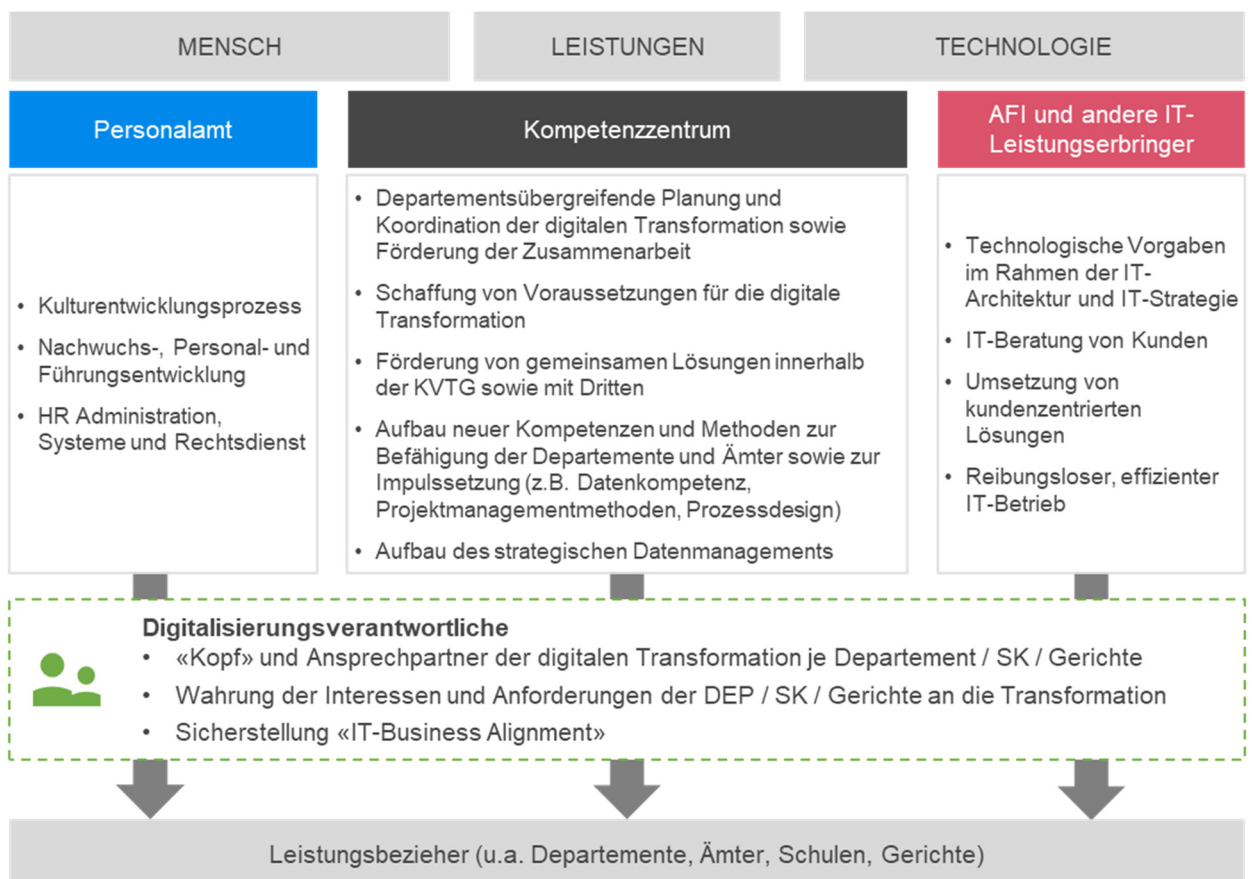 MENSCH
LEISTUNGEN
TECHNOLOGIE
Personalamt
Kompetenzzentrum
AFI und andere IT-
Leistungserbringer
• Kulturentwicklungsprozess
• Nachwuchs-, Personal- und
Führungsentwicklung
• HR Administration,
Systeme und Rechtsdienst
• Departementsübergreifende Planung und
Koordination der digitalen Transformation sowie
Förderung der Zusammenarbeit
• Schaffung von Voraussetzungen für die digitale
Transformation
• Förderung von gemeinsamen Lösungen innerhalb
der KVTG sowie mit Dritten
• Aufbau neuer Kompetenzen und Methoden zur
Befähigung der Departemente und Ämter sowie zur
Impulssetzung (z.B. Datenkompetenz,
Projektmanagementmethoden, Prozessdesign)
• Aufbau des strategischen Datenmanagements
• Technologische Vorgaben
im Rahmen der IT-
Architektur und IT-Strategie
• IT-Beratung von Kunden
• Umsetzung von
kundenzentrierten
Lösungen
• Reibungsloser, effizienter
IT-Betrieb
Digitalisierungsverantwortliche
• «Kopf» und Ansprechpartner der digitalen Transformation je Departement / SK / Gerichte
• Wahrung der Interessen und Anforderungen der DEP / SK / Gerichte an die Transformation
• Sicherstellung «IT-Business Alignment»
Leistungsbezieher (u.a. Departemente, Ämter, Schulen, Gerichte)